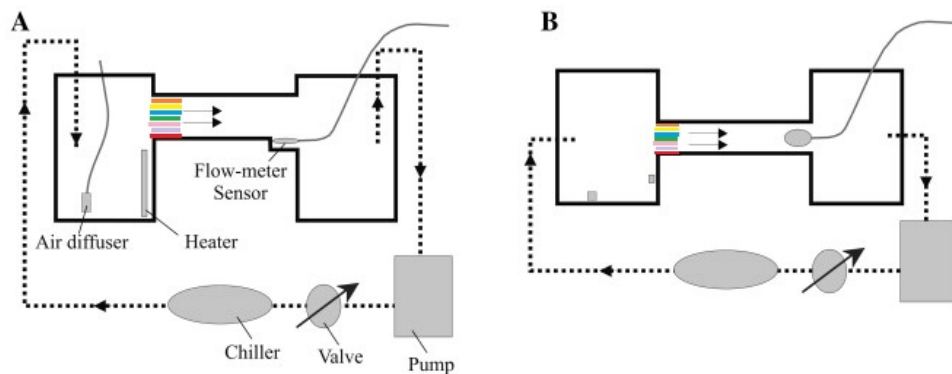 A
B
Flow-meter
Sensor
Air diffuser
Heater
Chiller
Valve
Pump